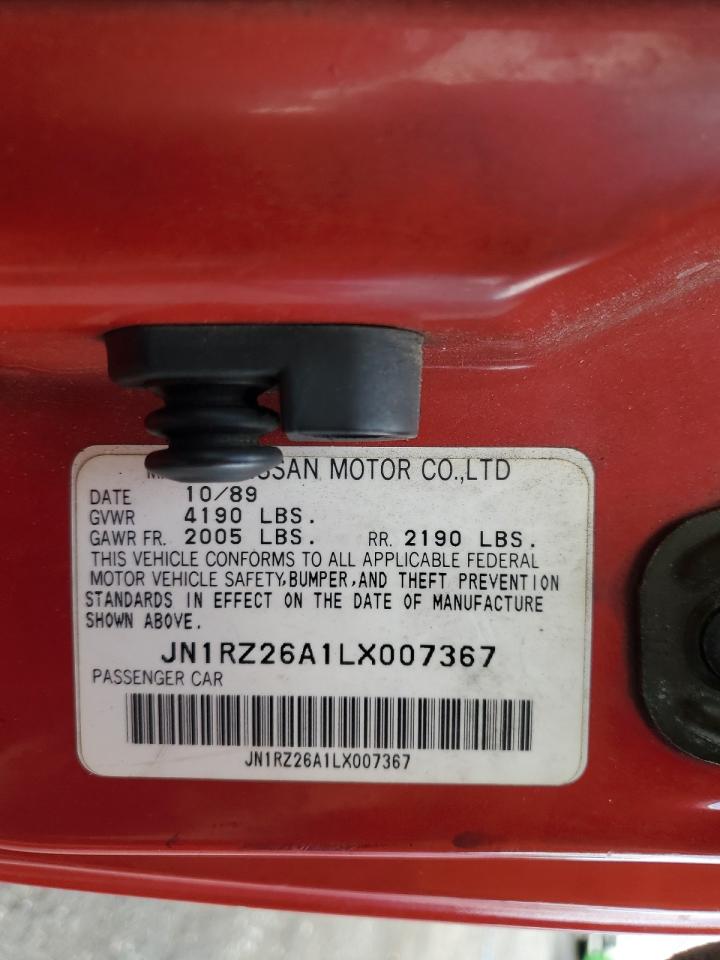 MOTOR CO.,LTD
DATE 10/89
GVWR 4190 LBS.
GAWR FR. 2005 LBS. RR. 2190 LBS.
THIS VEHICLE CONFORMS TO ALL APPLICABLE FEDERAL
MOTOR VEHICLE SAFETY,BUMPER,AND THEFT PREVENTION
STANDARDS IN EFFECT ON THE DATE OF MANUFACTURE
SHOWN ABOVE.
JN1RZ26A1LX007367
PASSENGER CAR
JN1RZ26A1LX007367